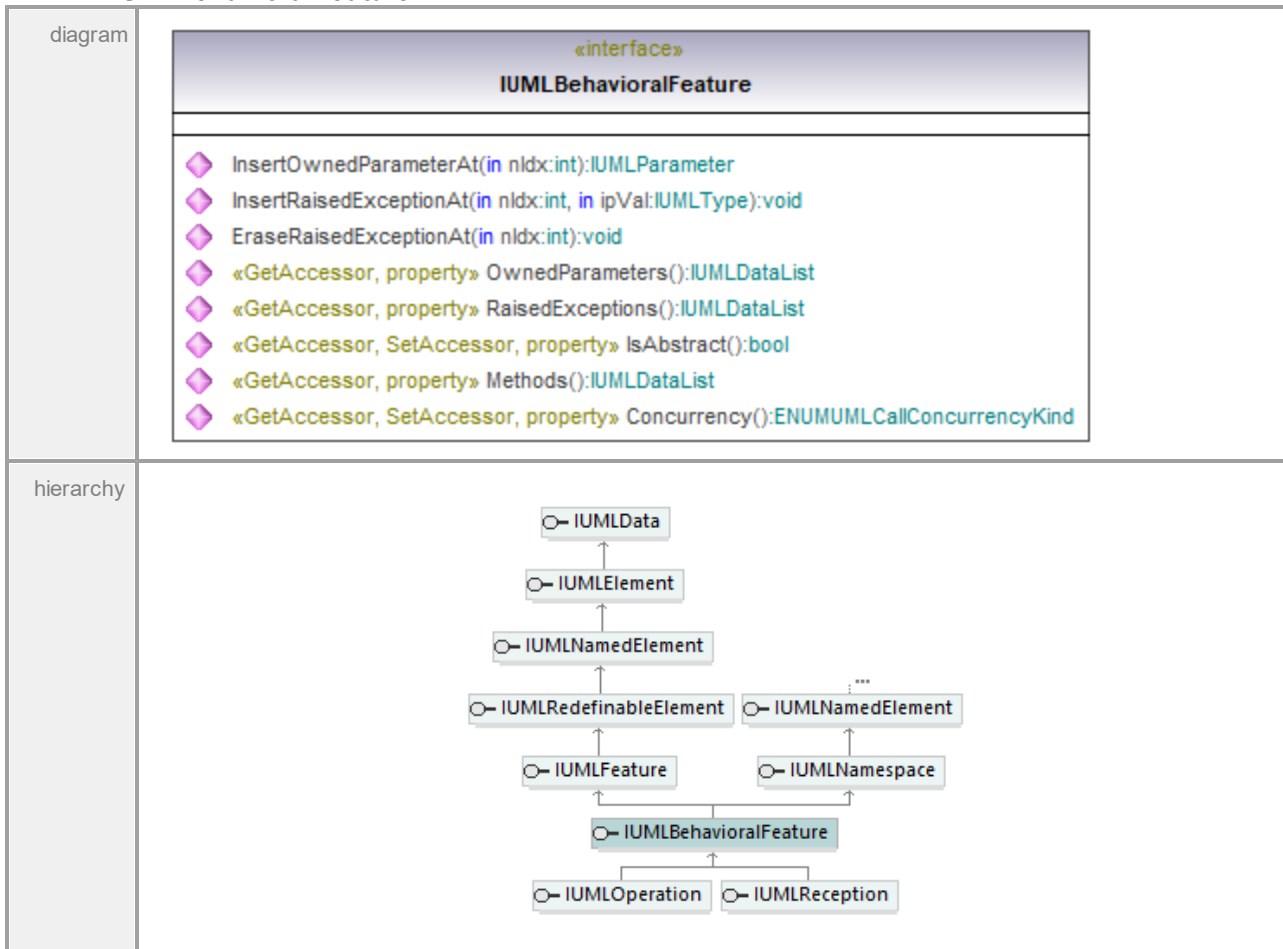 diagram
«interface»
IUMLBehavioralFeature
InsertOwnedParameterAt(in nIdx:int):IUMLParameter
InsertRaisedExceptionAt(in nIdx:int, in ipVal:IUMLType):void
EraseRaisedExceptionAt(in nIdx:int):void
«GetAccessor, property» OwnedParameters():IUMLDataList
«GetAccessor, property» RaisedExceptions():IUMLDataList
«GetAccessor, SetAccessor, property» IsAbstract():bool
«GetAccessor, property» Methods():IUMLDataList
«GetAccessor, SetAccessor, property» Concurrency():ENUMUMLCallConcurrencyKind
hierarchy
IUMLData
IUMLElement
IUMLNamedElement
...
IUMLRedefinableElement IUMLNamedElement
IUMLFeature IUMLNamespace
IUMLBehavioralFeature
IUMLOperation IUMLReception